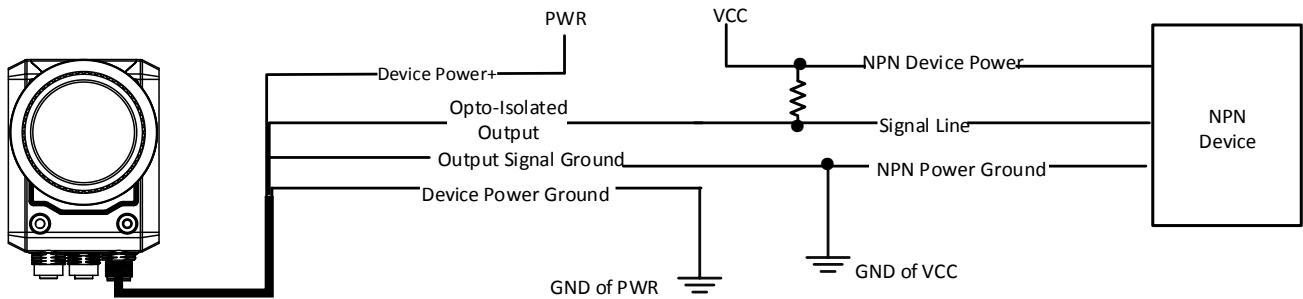 PWR
VCC
Device Power+
NPN Device Power
Opto-Isolated
Output
Signal Line
Output Signal Ground
NPN Power Ground
Device Power Ground
NPN
Device
GND of PWR
GND of VCC